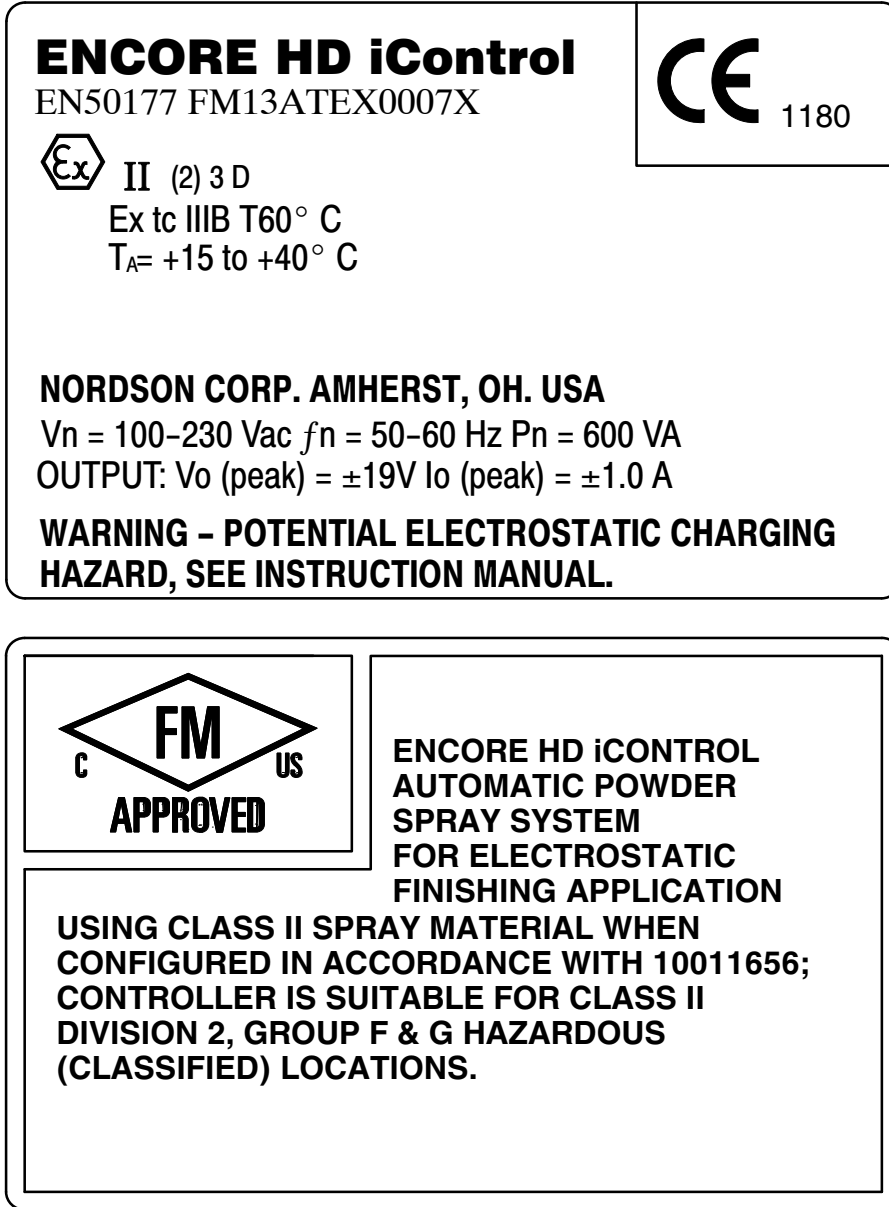 ENCORE HD iControl
EN50177 FM13ATEX0007X
CE 1180
Ex II (2) 3 D
Ex tc IIIB T60° C
TA= +15 to +40° C
NORDSON CORP. AMHERST, OH. USA
Vn = 100-230 Vac ƒn = 50-60 Hz Pn = 600 VA
OUTPUT: Vo (peak) = ±19V Io (peak) = ±1.0 A
WARNING - POTENTIAL ELECTROSTATIC CHARGING
HAZARD, SEE INSTRUCTION MANUAL.
FM
C US
APPROVED
ENCORE HD iCONTROL
AUTOMATIC POWDER
SPRAY SYSTEM
FOR ELECTROSTATIC
FINISHING APPLICATION
USING CLASS II SPRAY MATERIAL WHEN
CONFIGURED IN ACCORDANCE WITH 10011656;
CONTROLLER IS SUITABLE FOR CLASS II
DIVISION 2, GROUP F & G HAZARDOUS
(CLASSIFIED) LOCATIONS.